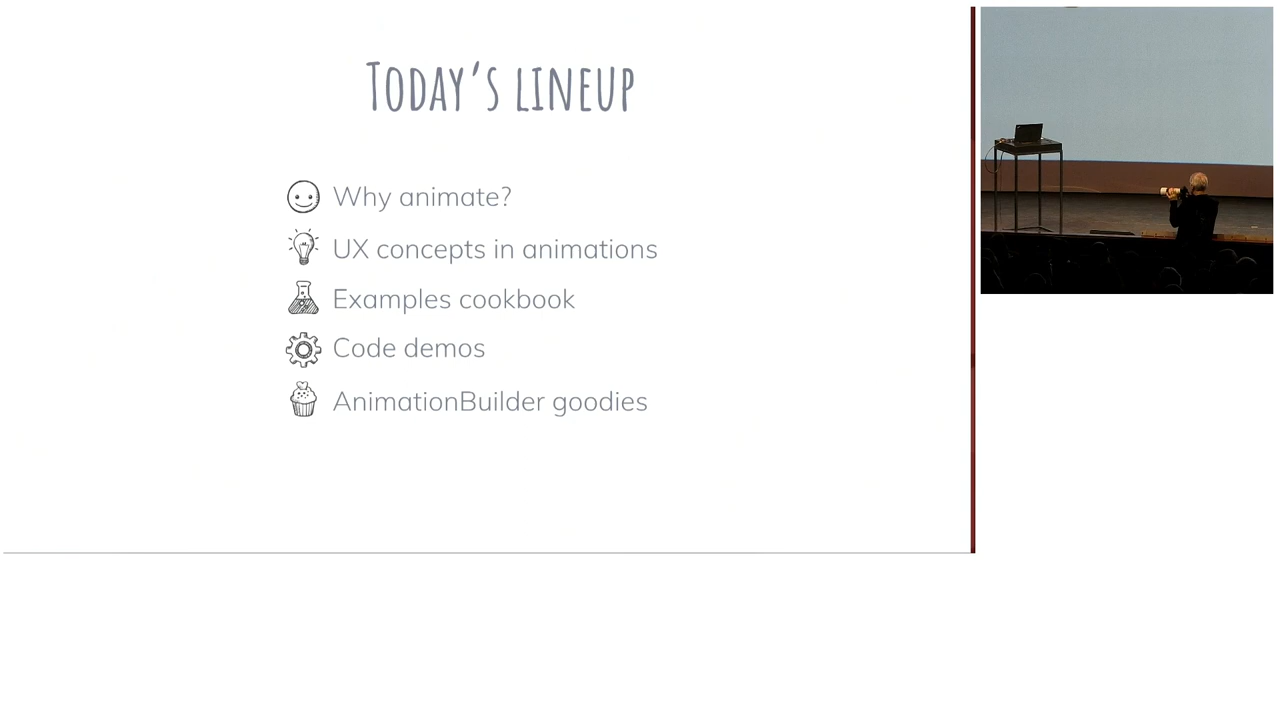 Today's lineup
Why animate?
UX concepts in animations
Examples cookbook
Code demos
AnimationBuilder goodies